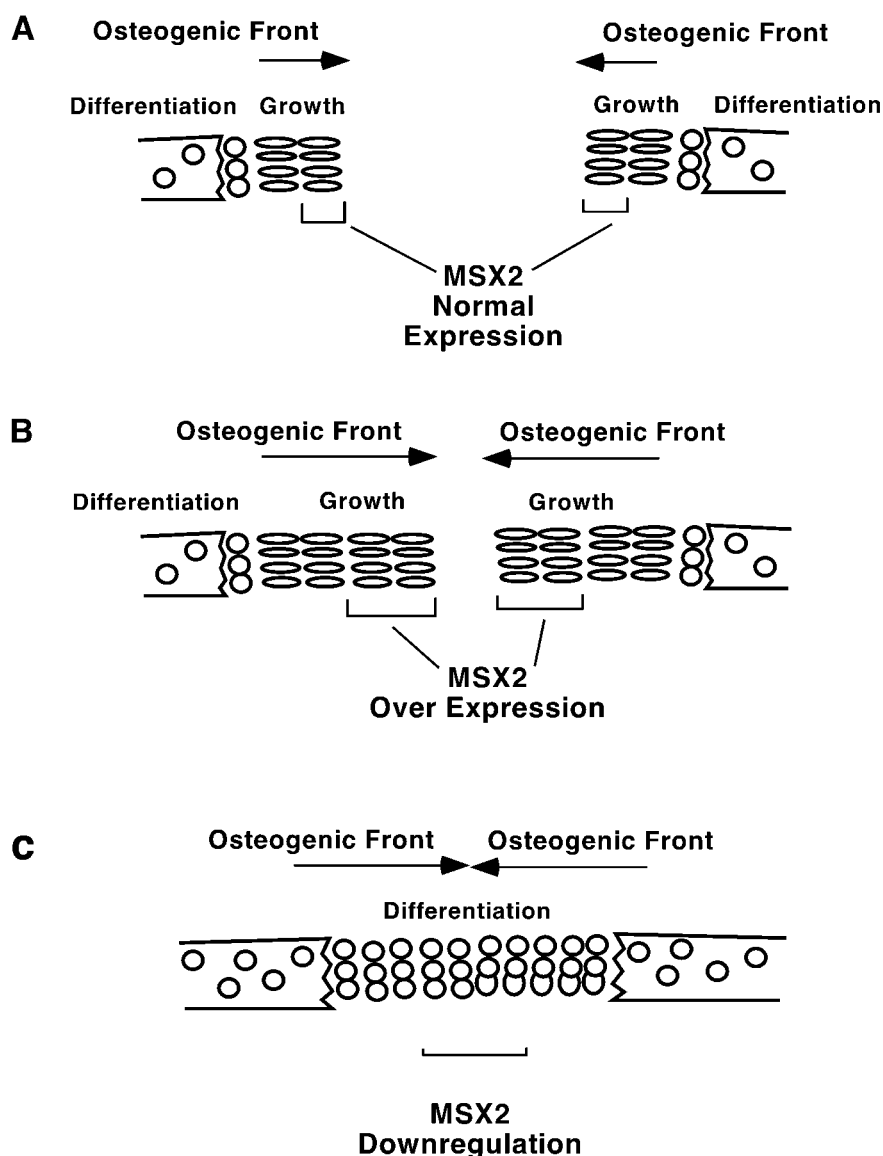 A
Osteogenic Front
Osteogenic Front
Differentiation Growth
Growth Differentiation
MSX2
Normal
Expression
B
Osteogenic Front
Osteogenic Front
Differentiation
Growth
Growth
MSX2
Over Expression
C
Osteogenic Front
Osteogenic Front
Differentiation
MSX2
Downregulation